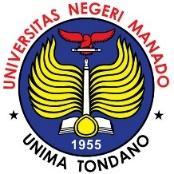 UNIVERSITAS NEGERI MANADO
1955
UNIMA TONDANO